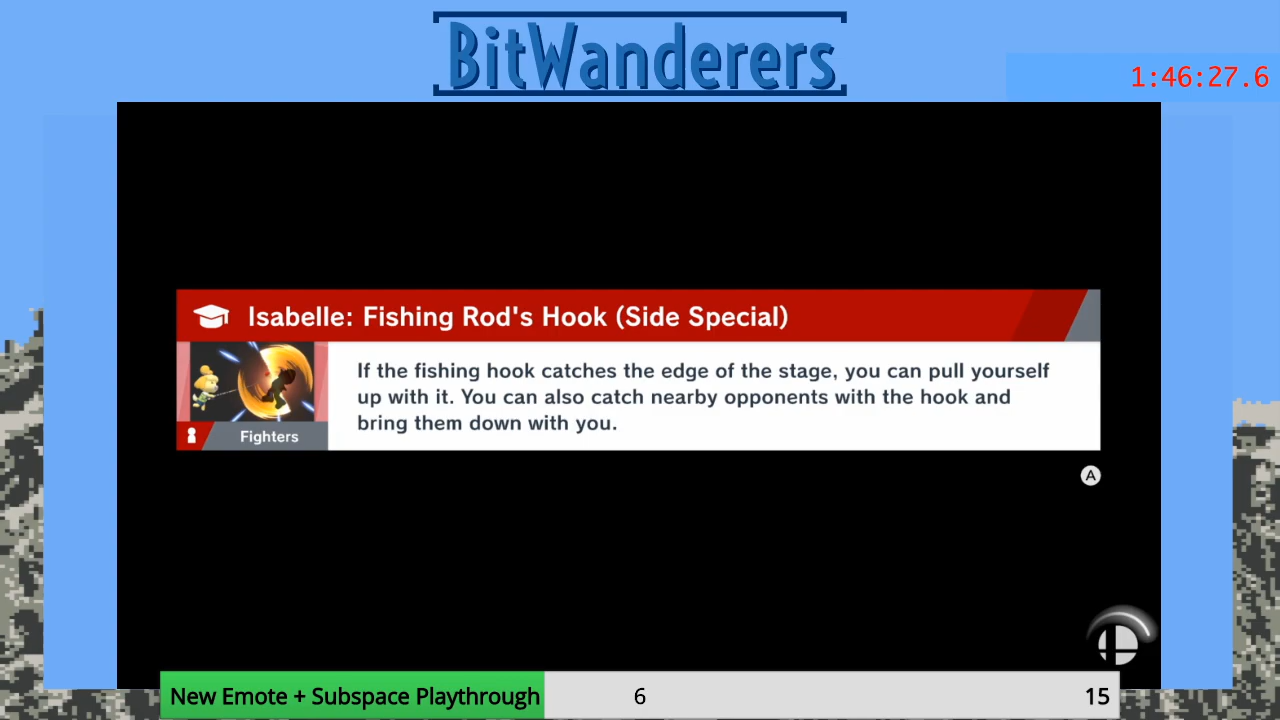 BitWanderers
1:46:27.6
Isabelle: Fishing Rod's Hook (Side Special)
If the fishing hook catches the edge of the stage, you can pull yourself
up with it. You can also catch nearby opponents with the hook and
bring them down with you.
Fighters
A
New Emote + Subspace Playthrough 6 15